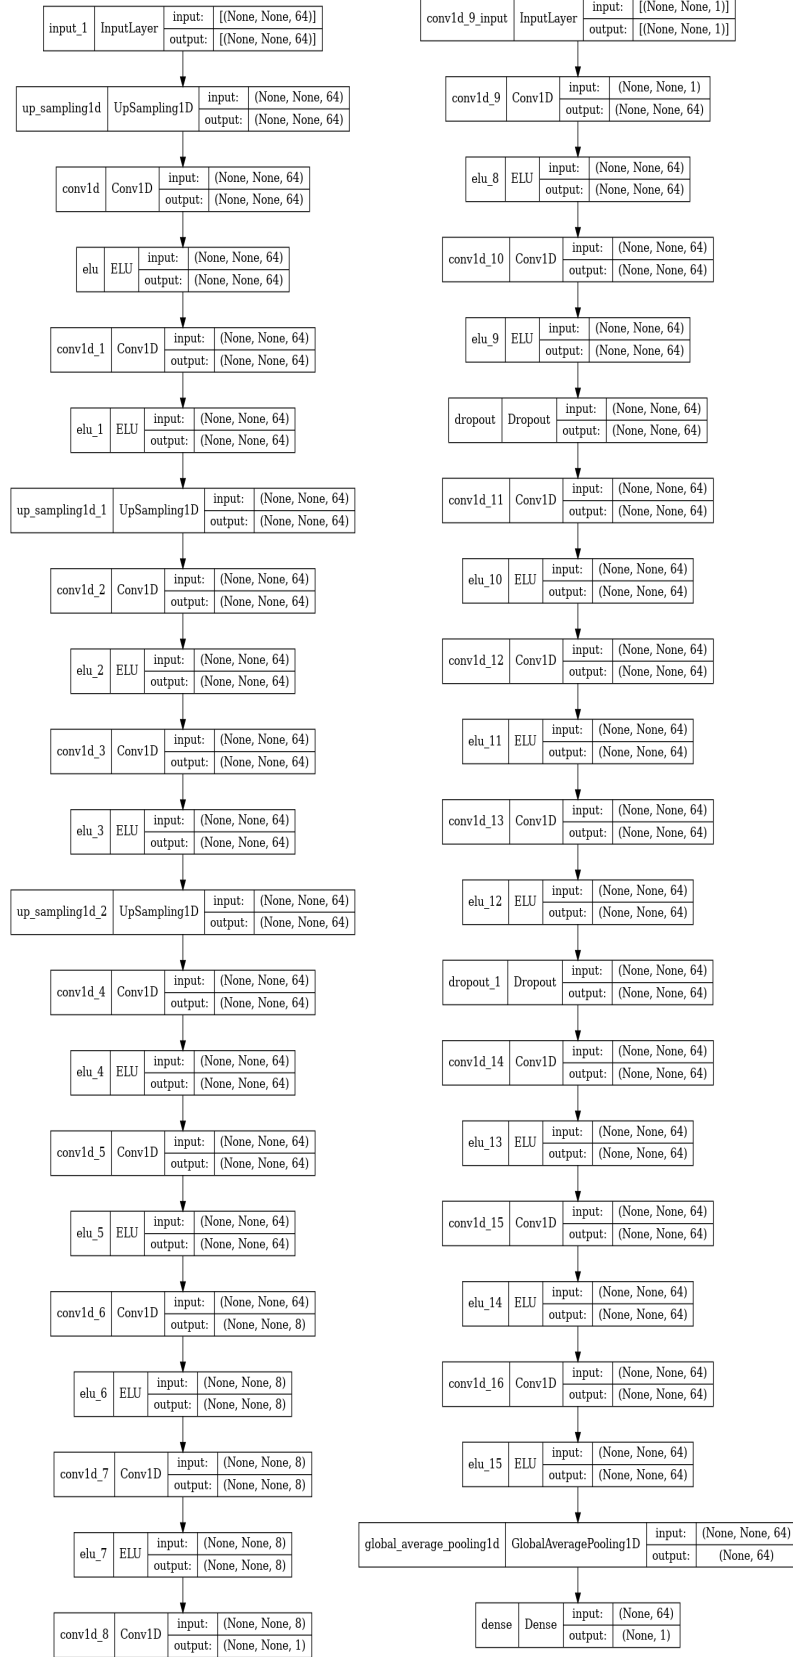 input_1 InputLayer input: [(None, None, 64)]
output: [(None, None, 64)]
up_sampling1d UpSampling1D input: (None, None, 64)
output: (None, None, 64)
conv1d Conv1D input: (None, None, 64)
output: (None, None, 64)
elu ELU input: (None, None, 64)
output: (None, None, 64)
conv1d_1 Conv1D input: (None, None, 64)
output: (None, None, 64)
elu_1 ELU input: (None, None, 64)
output: (None, None, 64)
up_sampling1d_1 UpSampling1D input: (None, None, 64)
output: (None, None, 64)
conv1d_2 Conv1D input: (None, None, 64)
output: (None, None, 64)
elu_2 ELU input: (None, None, 64)
output: (None, None, 64)
conv1d_3 Conv1D input: (None, None, 64)
output: (None, None, 64)
elu_3 ELU input: (None, None, 64)
output: (None, None, 64)
up_sampling1d_2 UpSampling1D input: (None, None, 64)
output: (None, None, 64)
conv1d_4 Conv1D input: (None, None, 64)
output: (None, None, 64)
elu_4 ELU input: (None, None, 64)
output: (None, None, 64)
conv1d_5 Conv1D input: (None, None, 64)
output: (None, None, 64)
elu_5 ELU input: (None, None, 64)
output: (None, None, 64)
conv1d_6 Conv1D input: (None, None, 64)
output: (None, None, 8)
elu_6 ELU input: (None, None, 8)
output: (None, None, 8)
conv1d_7 Conv1D input: (None, None, 8)
output: (None, None, 8)
elu_7 ELU input: (None, None, 8)
output: (None, None, 8)
conv1d_8 Conv1D input: (None, None, 8)
output: (None, None, 1)
conv1d_9_input InputLayer input: [(None, None, 1)]
output: [(None, None, 1)]
conv1d_9 Conv1D input: (None, None, 1)
output: (None, None, 64)
elu_8 ELU input: (None, None, 64)
output: (None, None, 64)
conv1d_10 Conv1D input: (None, None, 64)
output: (None, None, 64)
elu_9 ELU input: (None, None, 64)
output: (None, None, 64)
dropout Dropout input: (None, None, 64)
output: (None, None, 64)
conv1d_11 Conv1D input: (None, None, 64)
output: (None, None, 64)
elu_10 ELU input: (None, None, 64)
output: (None, None, 64)
conv1d_12 Conv1D input: (None, None, 64)
output: (None, None, 64)
elu_11 ELU input: (None, None, 64)
output: (None, None, 64)
conv1d_13 Conv1D input: (None, None, 64)
output: (None, None, 64)
elu_12 ELU input: (None, None, 64)
output: (None, None, 64)
dropout_1 Dropout input: (None, None, 64)
output: (None, None, 64)
conv1d_14 Conv1D input: (None, None, 64)
output: (None, None, 64)
elu_13 ELU input: (None, None, 64)
output: (None, None, 64)
conv1d_15 Conv1D input: (None, None, 64)
output: (None, None, 64)
elu_14 ELU input: (None, None, 64)
output: (None, None, 64)
conv1d_16 Conv1D input: (None, None, 64)
output: (None, None, 64)
elu_15 ELU input: (None, None, 64)
output: (None, None, 64)
global_average_pooling1d GlobalAveragePooling1D input: (None, None, 64)
output: (None, 64)
dense Dense input: (None, 64)
output: (None, 1)